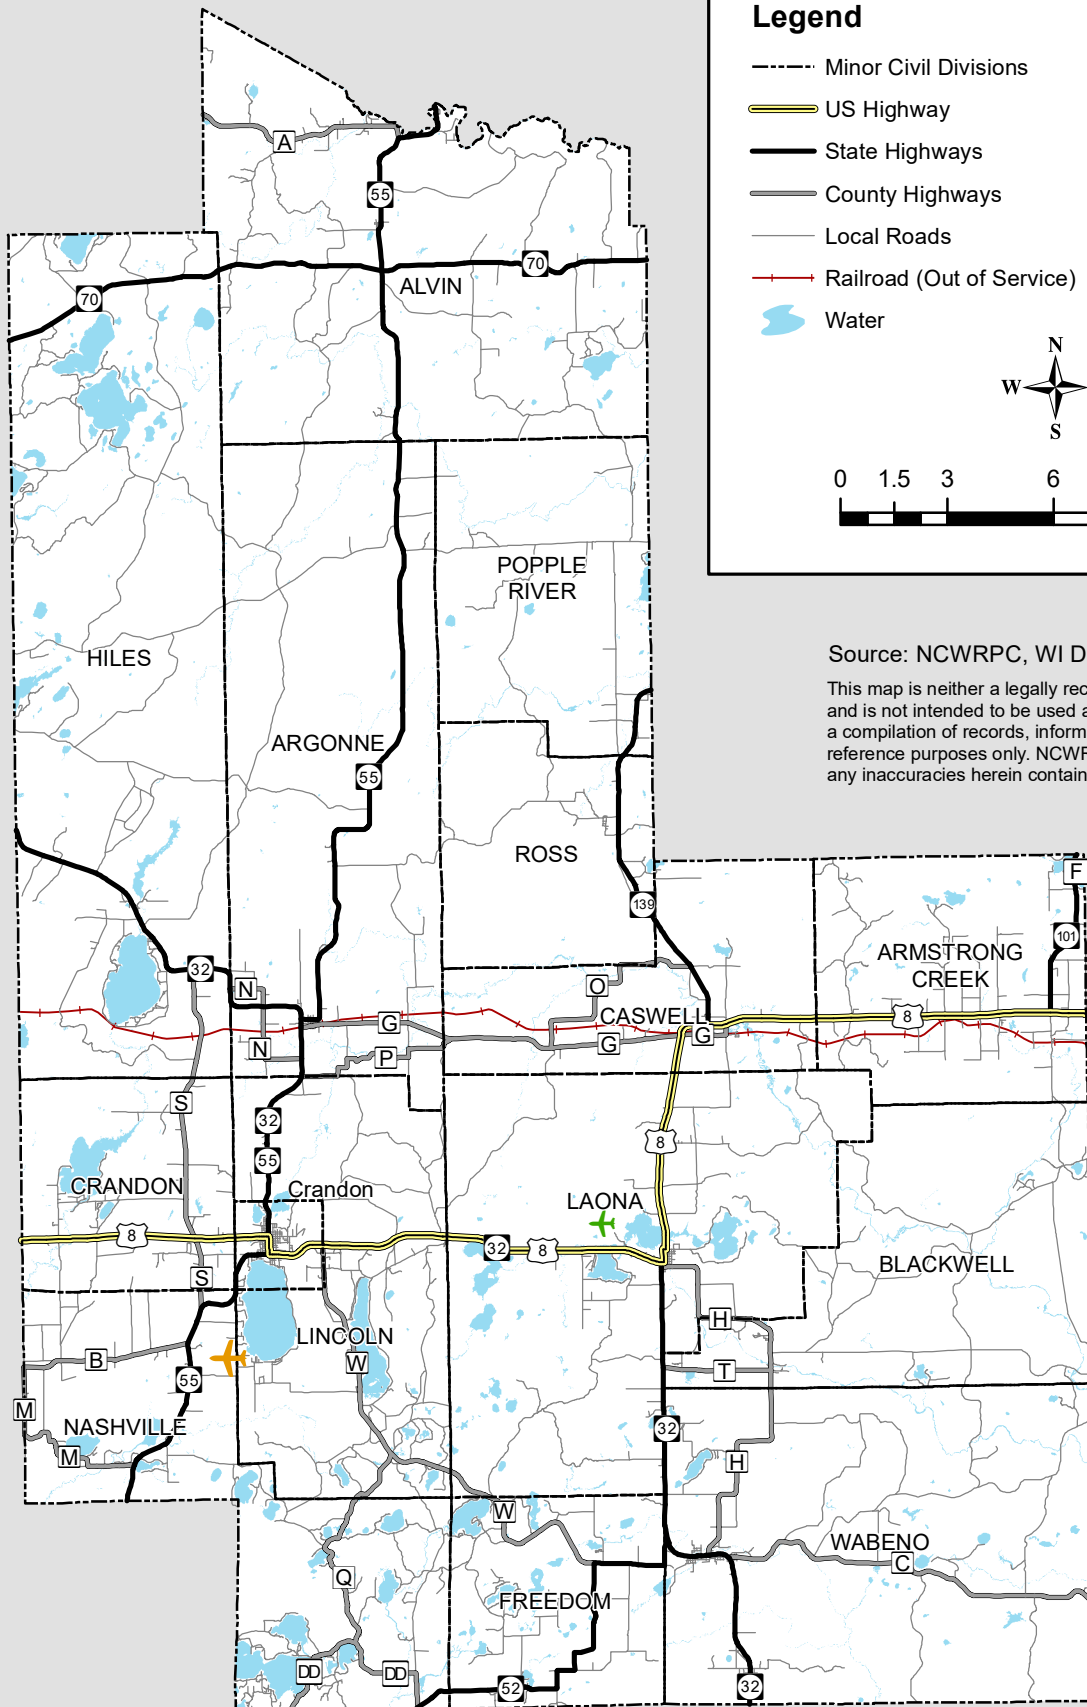 Legend
Minor Civil Divisions
US Highway
State Highways
County Highways
Local Roads
Railroad (Out of Service)
Water
N
W
S
0 1.5 3 6
Source: NCWRPC, WI D
This map is neither a legally rec
and is not intended to be used a
a compilation of records, inform
reference purposes only. NCWR
any inaccuracies herein contain
A
55
70
70
ALVIN
POPPLE
RIVER
HILES
ARGONNE
55
ROSS
F
139
101
ARMSTRONG
CREEK
32
N
O
CASWELL
8
G
G
G
N
P
S
32
8
55
CRANDON
Crandon
LAONA
8
32
8
BLACKWELL
S
H
LINCOLN
B
W
T
55
M
NASHVILLE
32
M
H
W
WABENO
C
Q
FREEDOM
DD
DD
52
32